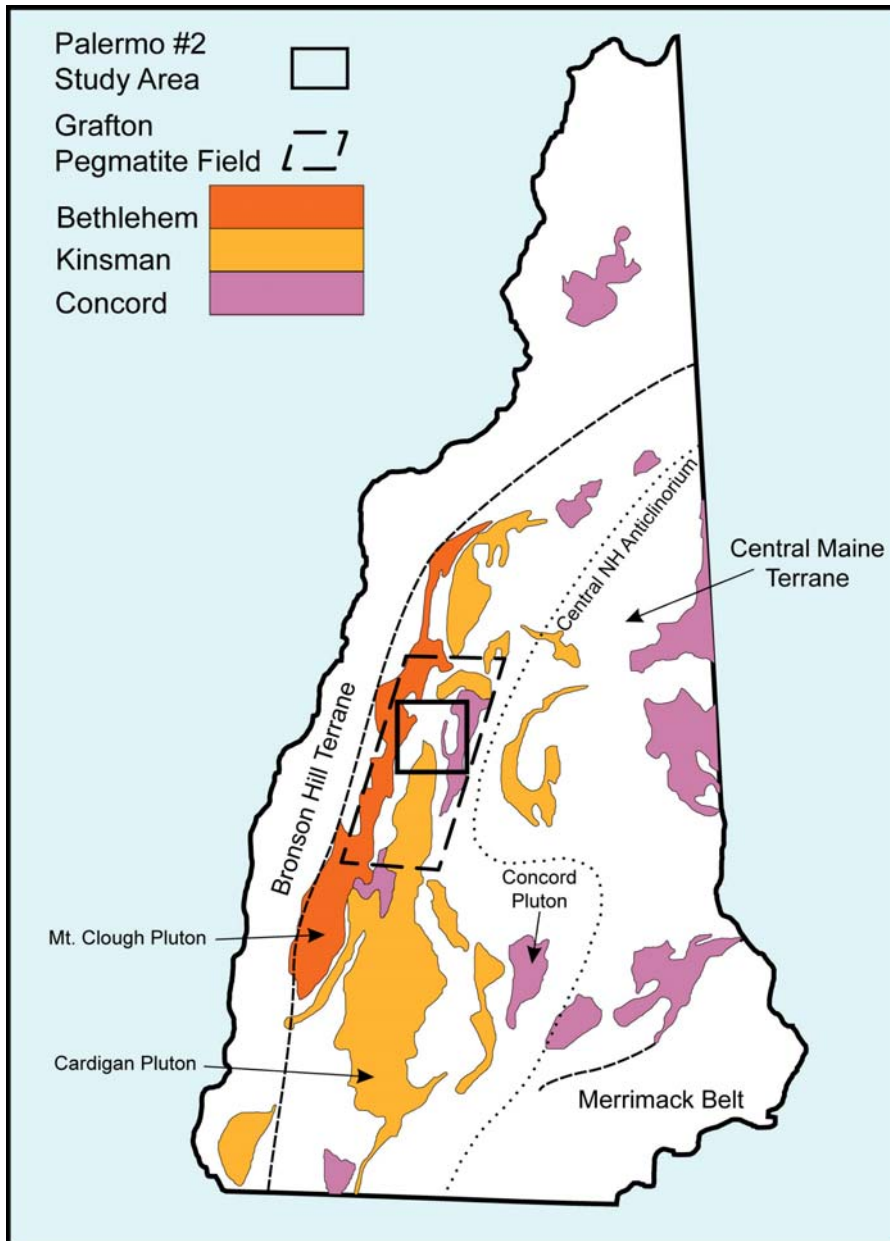 Palermo #2
Study Area
Grafton
Pegmatite Field
Bethlehem
Kinsman
Concord
Central NH Anticlinorium
Central Maine
Terrane
Bronson Hill Terrane
Concord
Pluton
Mt. Clough Pluton
Cardigan Pluton
Merrimack Belt